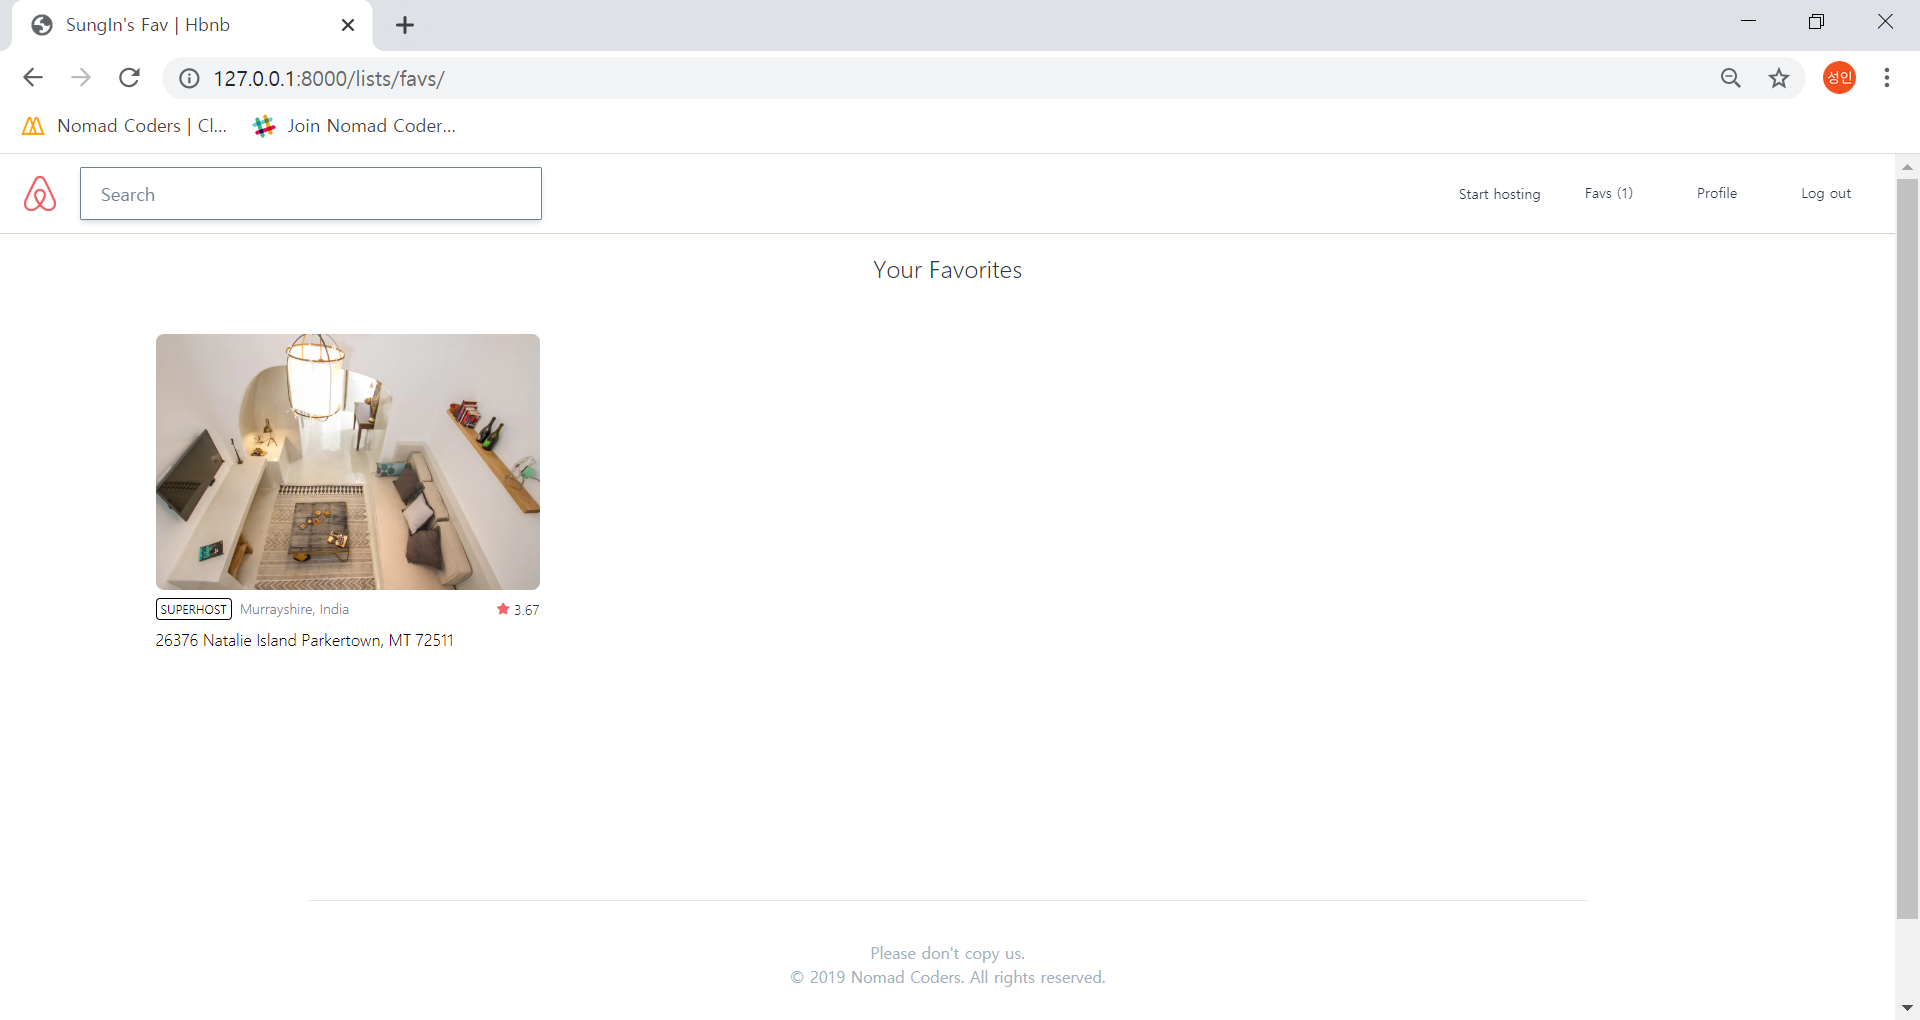 SungIn's Fav | Hbnb
127.0.0.1:8000/lists/favs/
성인
Nomad Coders | Cl...
Join Nomad Coder...
Search
Start hosting
Favs (1)
Profile
Log out
Your Favorites
SUPERHOST
Murrayshire, India
3.67
26376 Natalie Island Parkertown, MT 72511
Please don't copy us.
© 2019 Nomad Coders. All rights reserved.